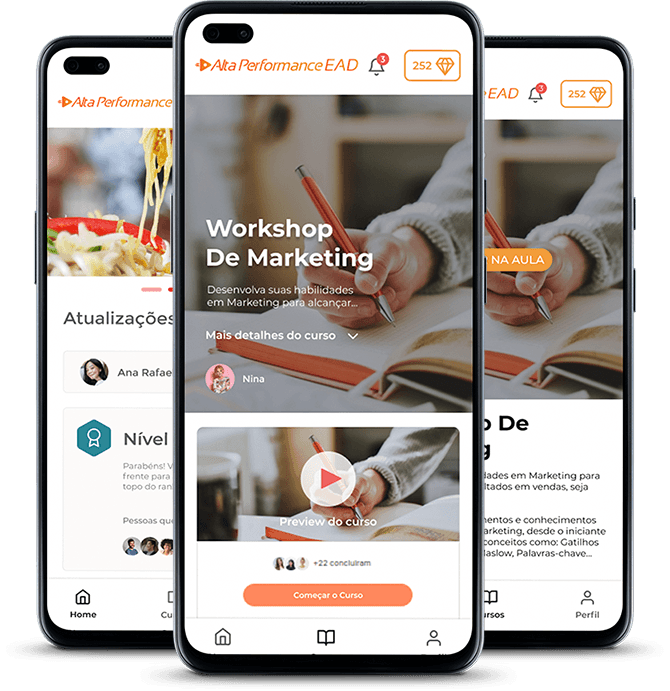 Alta Performance
Atualizações
Ana Rafae
Nível
Parabéns! V
frente para
topo do ran
Pessoas que
Home
Cu
Alta Performance EAD
3
252
Workshop
De Marketing
Desenvolva suas habilidades
em Marketing para alcançar...
Mais detalhes do curso
Nina
Preview do curso
+22 concluiram
Começar o Curso
EAD
3
252
NA AULA
p De
g
dades em Marketing para
ultados em vendas, seja
mentos e conhecimentos
arketing, desde o iniciante
conceitos como: Gatilhos
Maslow, Palavras-chave...
ursos
Perfil